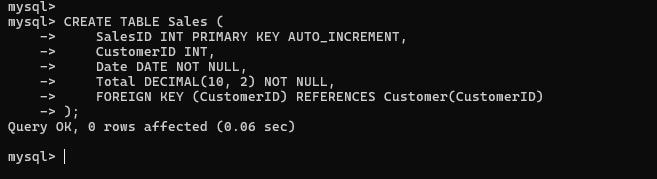 mysql>
mysql> CREATE TABLE Sales (
    ->     SalesID INT PRIMARY KEY AUTO_INCREMENT,
    ->     CustomerID INT,
    ->     Date DATE NOT NULL,
    ->     Total DECIMAL(10, 2) NOT NULL,
    ->     FOREIGN KEY (CustomerID) REFERENCES Customer(CustomerID)
    -> );
Query OK, 0 rows affected (0.06 sec)
mysql>